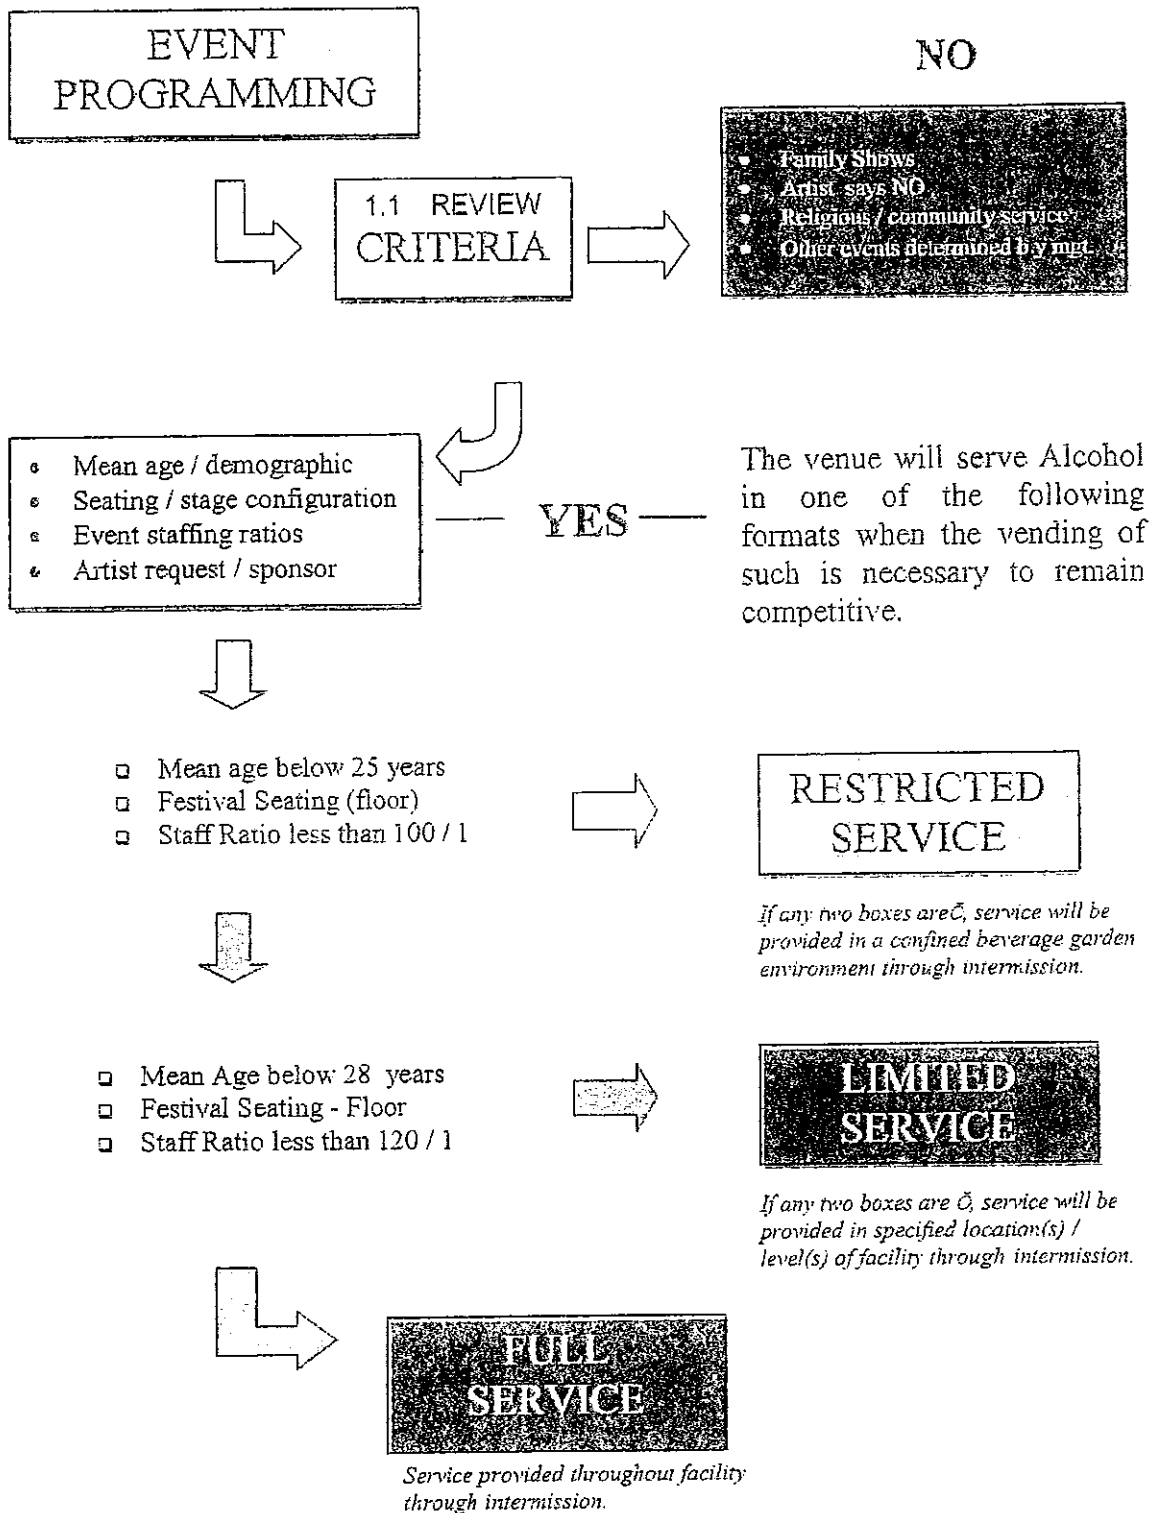 EVENT
PROGRAMMING
NO
1.1 REVIEW
CRITERIA
• Family Shows
• Artist says NO
• Religious / community service
• Other events determined by mgt.
• Mean age / demographic
• Seating / stage configuration
• Event staffing ratios
• Artist request / sponsor
YES
The venue will serve Alcohol
in one of the following
formats when the vending of
such is necessary to remain
competitive.
❑ Mean age below 25 years
❑ Festival Seating (floor)
❑ Staff Ratio less than 100 / 1
RESTRICTED
SERVICE
If any two boxes are Õ, service will be
provided in a confined beverage garden
environment through intermission.
❑ Mean Age below 28 years
❑ Festival Seating - Floor
❑ Staff Ratio less than 120 / 1
LIMITED
SERVICE
If any two boxes are Õ, service will be
provided in specified location(s) /
level(s) of facility through intermission.
FULL
SERVICE
Service provided throughout facility
through intermission.